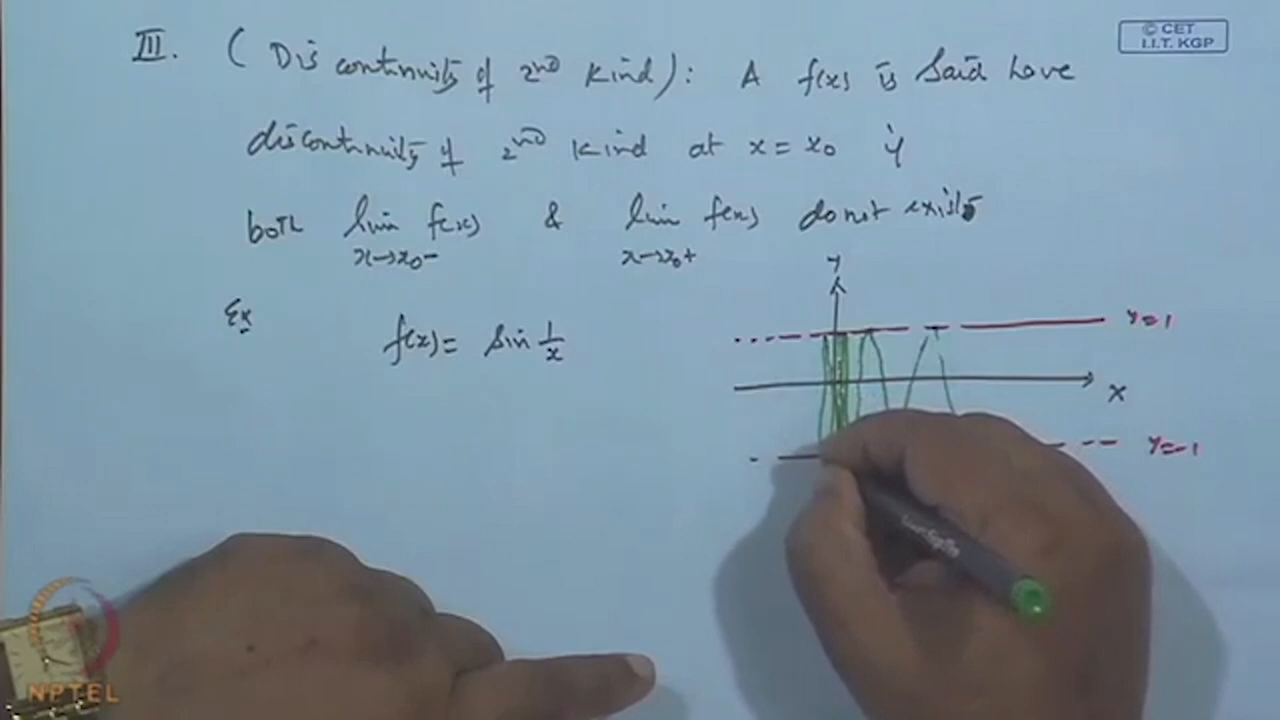 © CET
I.I.T. KGP
III. (Discontinuity of 2nd kind): A f(x) is said have
discontinuity of 2nd kind at x = x0 if
both lim f(x) & lim f(x) do not exist
x→x0- x→x0+
Ex f(x) = sin 1/x
Y
y=1
X
y=-1
NPTEL